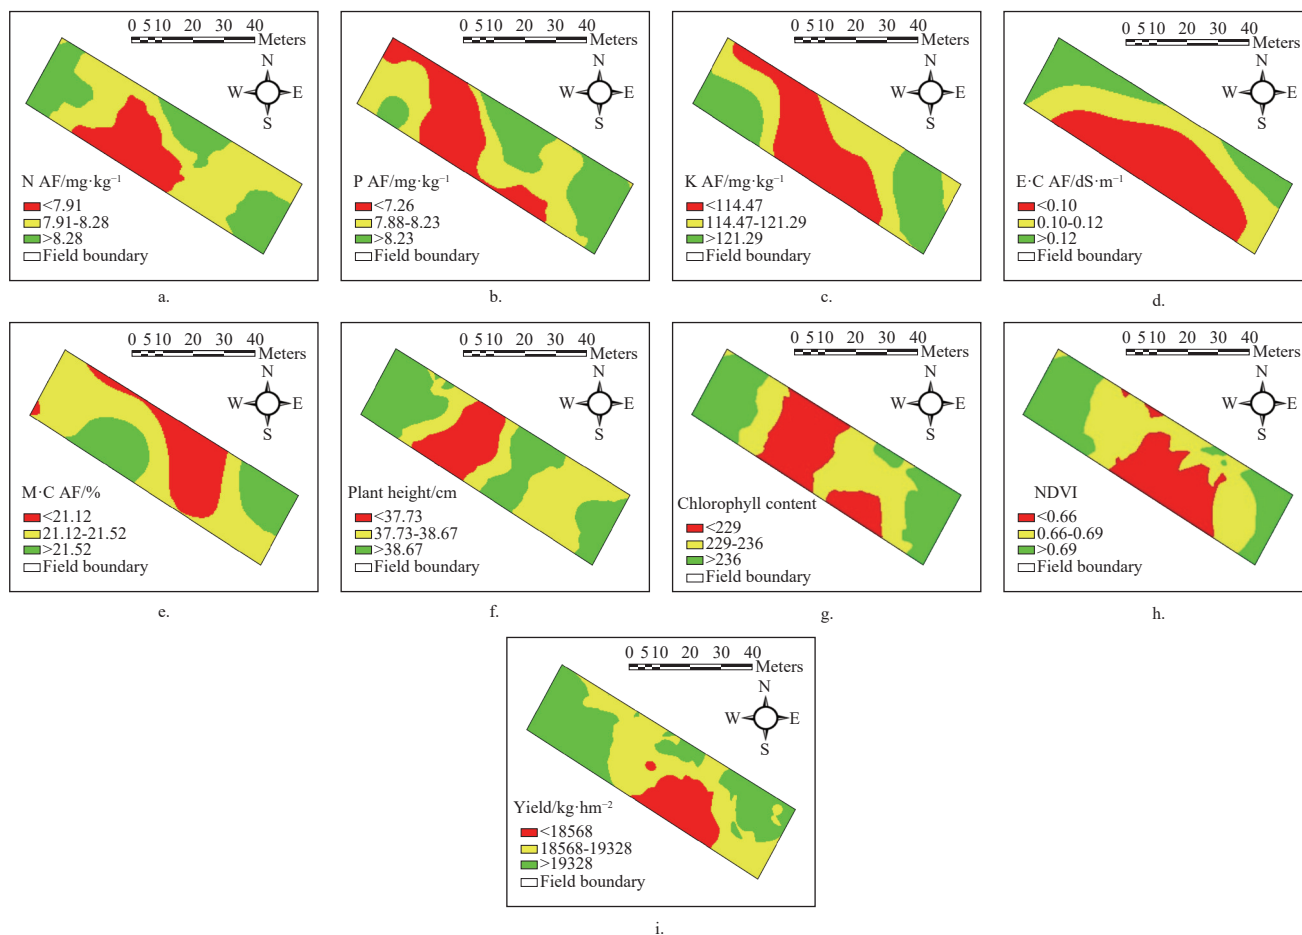 0 5 10 20 30 40
Meters
N
W E
S
N AF/mg·kg⁻¹
<7.91
7.91-8.28
>8.28
Field boundary
a.
0 5 10 20 30 40
Meters
N
W E
S
P AF/mg·kg⁻¹
<7.26
7.88-8.23
>8.23
Field boundary
b.
0 5 10 20 30 40
Meters
N
W E
S
K AF/mg·kg⁻¹
<114.47
114.47-121.29
>121.29
Field boundary
c.
0 5 10 20 30 40
Meters
N
W E
S
E·C AF/dS·m⁻¹
<0.10
0.10-0.12
>0.12
Field boundary
d.
0 5 10 20 30 40
Meters
N
W E
S
M·C AF/%
<21.12
21.12-21.52
>21.52
Field boundary
e.
0 5 10 20 30 40
Meters
N
W E
S
Plant height/cm
<37.73
37.73-38.67
>38.67
Field boundary
f.
0 5 10 20 30 40
Meters
N
W E
S
Chlorophyll content
<229
229-236
>236
Field boundary
g.
0 5 10 20 30 40
Meters
N
W E
S
NDVI
<0.66
0.66-0.69
>0.69
Field boundary
h.
0 5 10 20 30 40
Meters
N
W E
S
Yield/kg·hm⁻²
<18568
18568-19328
>19328
Field boundary
i.